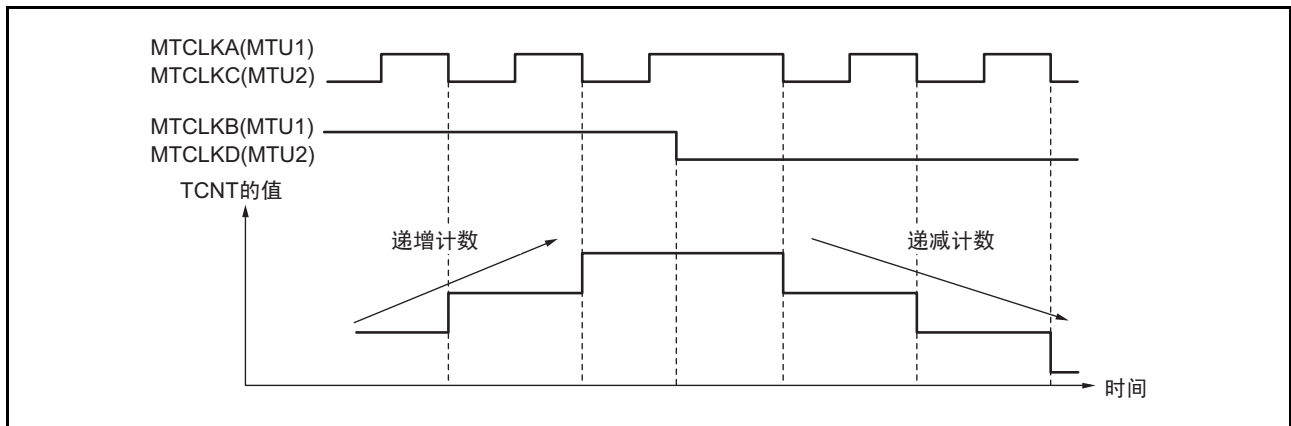 MTCLKA(MTU1)
MTCLKC(MTU2)
MTCLKB(MTU1)
MTCLKD(MTU2)
TCNT的值
递增计数
递减计数
时间